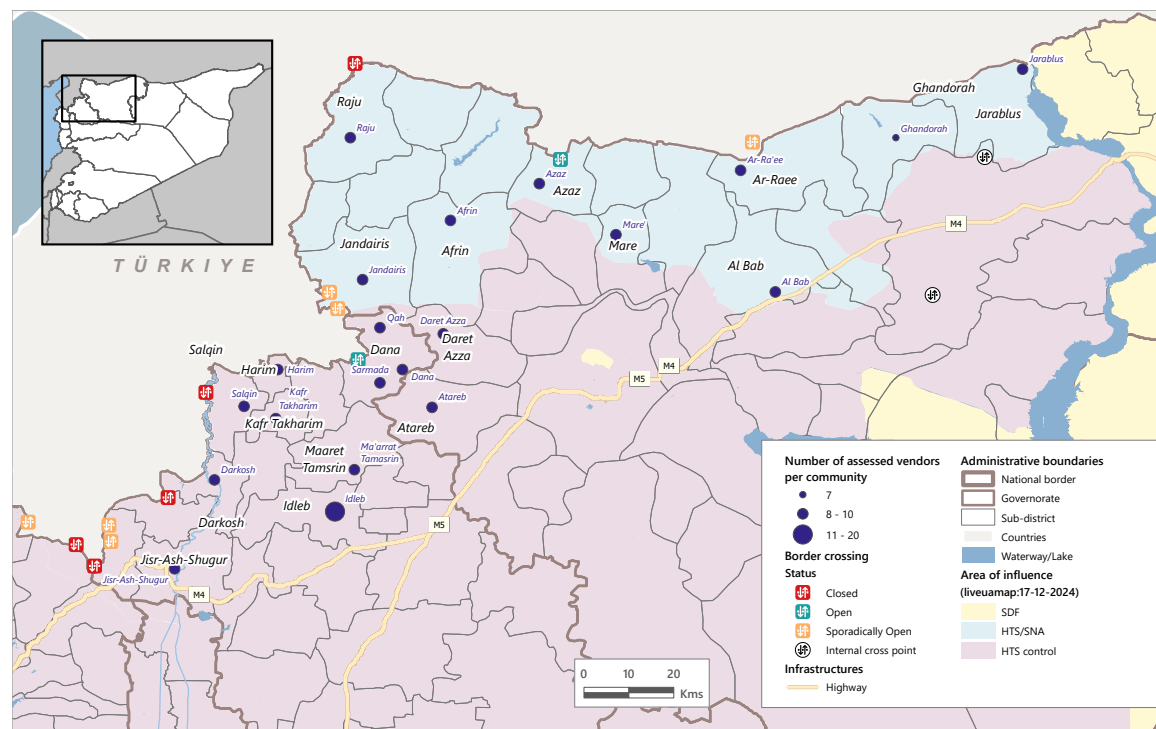 Jarablus
Ghandorah
Raju
Jarablus
Raju
Ghandorah
Ar-Ra'ee
Azaz
Ar-Raee
Azaz
Afrin
M4
Mare'
Jandairis
Afrin
Mare
TÜRKIYE
Al Bab
Jandairis
Al Bab
Qah
Daret Azza
Daret
Azza
Dana
Salqin
Harim
Harim
Sarmada
Dana
M4
M5
Salqin
Kafr
Takharim
Kafr Takharim
Atareb
Atareb
Maaret
Tamsrin
Ma'arrat
Tamasrin
Darkosh
Idleb
Idleb
Darkosh
M5
Jisr-Ash-Shugur
Jisr-Ash-Shugur
M4
0 10 20
Kms
Number of assessed vendors
per community
7
8 - 10
11 - 20
Border crossing
Status
Closed
Open
Sporadically Open
Internal cross point
Infrastructures
Highway
Administrative boundaries
National border
Governorate
Sub-district
Countries
Waterway/Lake
Area of influence
(liveuamap:17-12-2024)
SDF
HTS/SNA
HTS control